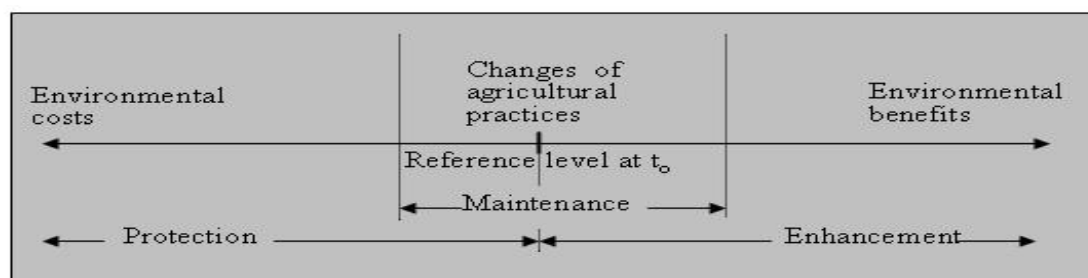 Changes of
agricultural
practices
Environmental
costs
Environmental
benefits
Reference level at to
Maintenance
Protection
Enhancement